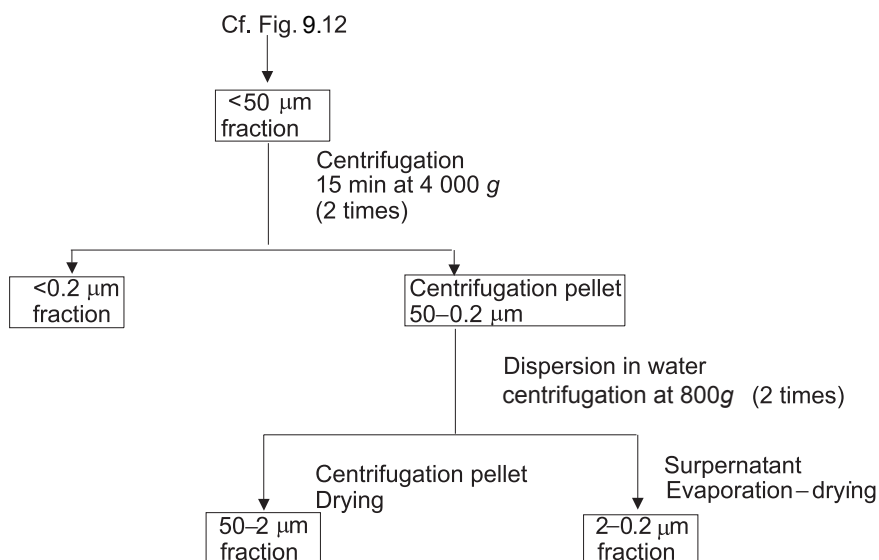 Cf. Fig. 9.12
<50 μm
fraction
Centrifugation
15 min at 4 000 g
(2 times)
<0.2 μm
fraction
Centrifugation pellet
50–0.2 μm
Dispersion in water
centrifugation at 800g (2 times)
Centrifugation pellet
Drying
Surpernatant
Evaporation–drying
50–2 μm
fraction
2–0.2 μm
fraction